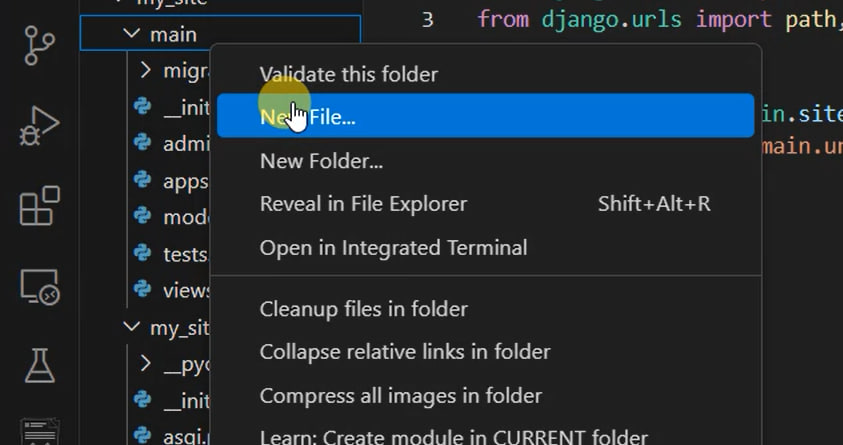 my_site
3 from django.urls import path,
main
migr
Validate this folder
__init
New File...
in.site
admi
main.ur
New Folder...
apps
Reveal in File Explorer Shift+Alt+R
mode
Open in Integrated Terminal
tests
views
Cleanup files in folder
my_sit
Collapse relative links in folder
__pyc
Compress all images in folder
__init
Learn: Create module in CURRENT folder
asgi.p